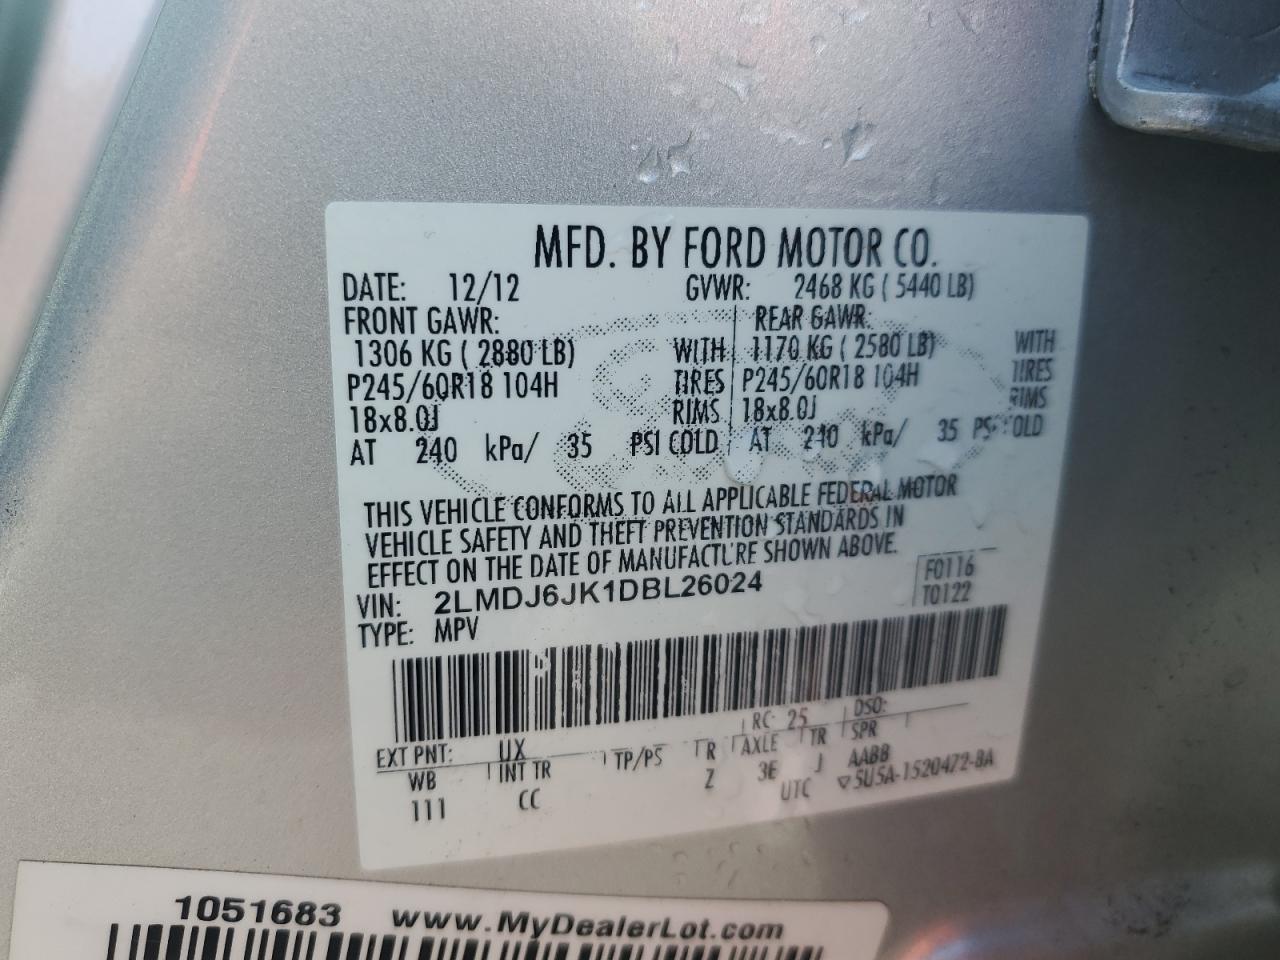 MFD. BY FORD MOTOR CO.
DATE: 12/12 GVWR: 2468 KG ( 5440 LB)
FRONT GAWR: REAR GAWR:
1306 KG ( 2880 LB) WITH 1170 KG ( 2580 LB) WITH
P245/60R18 104H TIRES P245/60R18 104H TIRES
18x8.0J RIMS 18x8.0J RIMS
AT 240 kPa/ 35 PSI COLD AT 240 kPa/ 35 PSI COLD
THIS VEHICLE CONFORMS TO ALL APPLICABLE FEDERAL MOTOR
VEHICLE SAFETY AND THEFT PREVENTION STANDARDS IN
EFFECT ON THE DATE OF MANUFACTURE SHOWN ABOVE.
VIN: 2LMDJ6JK1DBL26024 F0116
TYPE: MPV T0122
EXT PNT: UX RC: 25 DSO:
WB INT TR TP/PS R AXLE TR SPR
111 CC Z 3E J AABB
UTC ▽5U5A-1520472-BA
1051683 www.MyDealerLot.com